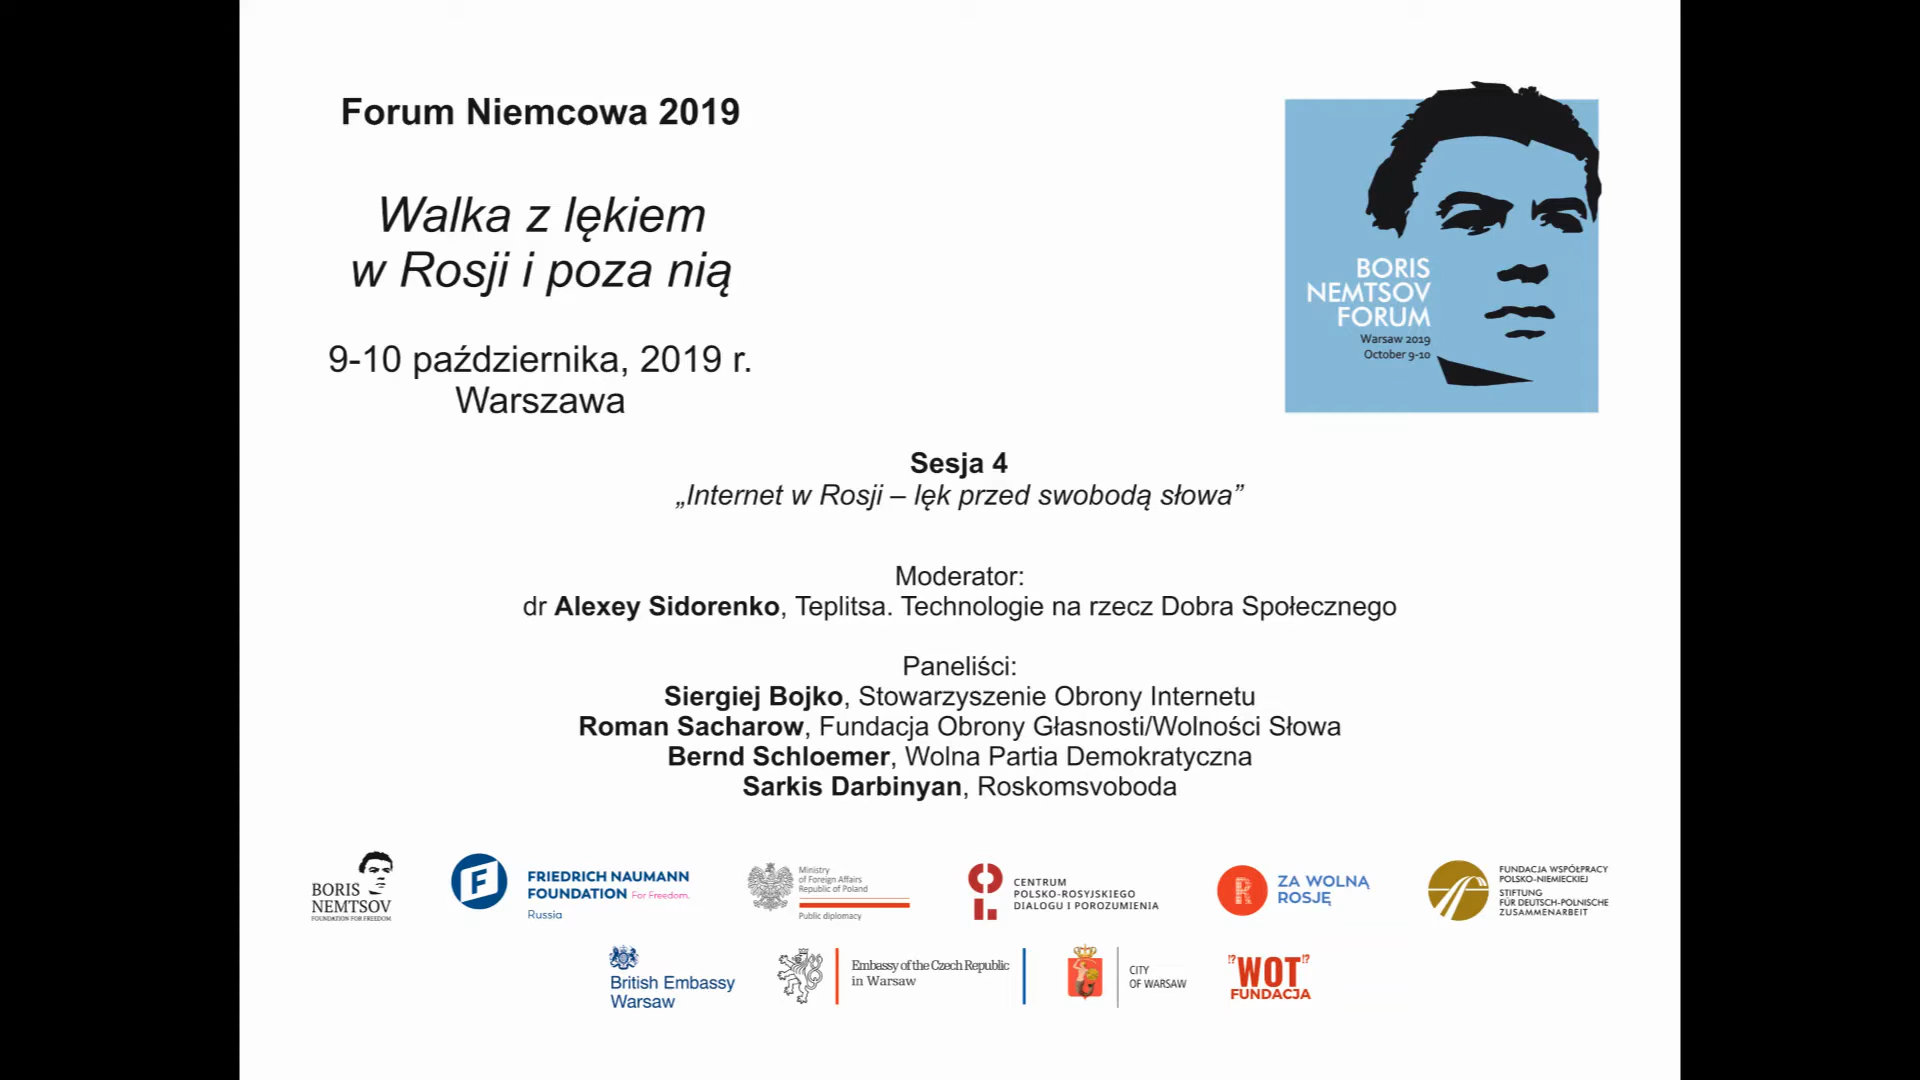 Forum Niemcowa 2019
Walka z lękiem
w Rosji i poza nią
9-10 października, 2019 r.
Warszawa
BORIS
NEMTSOV
FORUM
Warsaw 2019
October 9-10
Sesja 4
„Internet w Rosji – lęk przed swobodą słowa”
Moderator:
dr Alexey Sidorenko, Teplitsa. Technologie na rzecz Dobra Społecznego
Paneliści:
Siergiej Bojko, Stowarzyszenie Obrony Internetu
Roman Sacharow, Fundacja Obrony Głasnosti/Wolności Słowa
Bernd Schloemer, Wolna Partia Demokratyczna
Sarkis Darbinyan, Roskomsvoboda
BORIS
NEMTSOV
FOUNDATION FOR FREEDOM
FRIEDRICH NAUMANN
FOUNDATION For Freedom.
Russia
Ministry
of Foreign Affairs
Republic of Poland
Public diplomacy
CENTRUM
POLSKO-ROSYJSKIEGO
DIALOGU I POROZUMIENIA
R
ZA WOLNĄ
ROSJĘ
FUNDACJA WSPÓŁPRACY
POLSKO-NIEMIECKIEJ
STIFTUNG
FÜR DEUTSCH-POLNISCHE
ZUSAMMENARBEIT
British Embassy
Warsaw
Embassy of the Czech Republic
in Warsaw
CITY
OF WARSAW
!? WOT !?
FUNDACJA